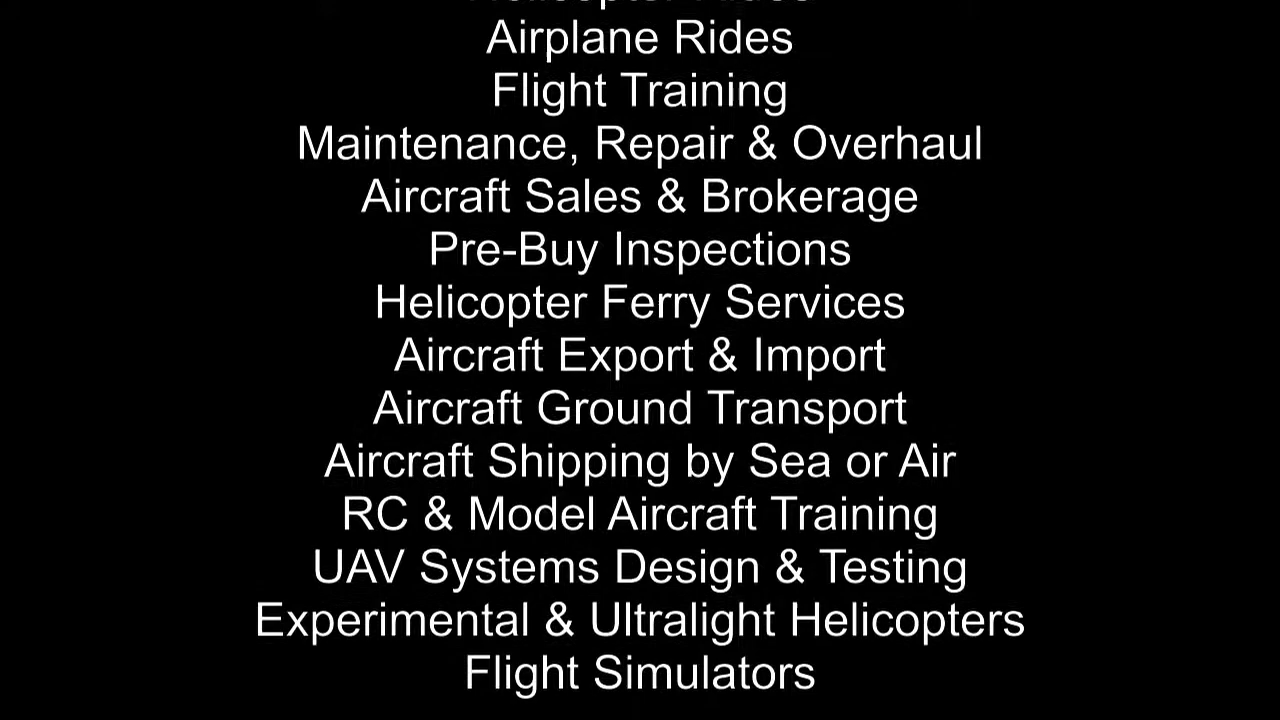 Helicopter Rides
Airplane Rides
Flight Training
Maintenance, Repair & Overhaul
Aircraft Sales & Brokerage
Pre-Buy Inspections
Helicopter Ferry Services
Aircraft Export & Import
Aircraft Ground Transport
Aircraft Shipping by Sea or Air
RC & Model Aircraft Training
UAV Systems Design & Testing
Experimental & Ultralight Helicopters
Flight Simulators